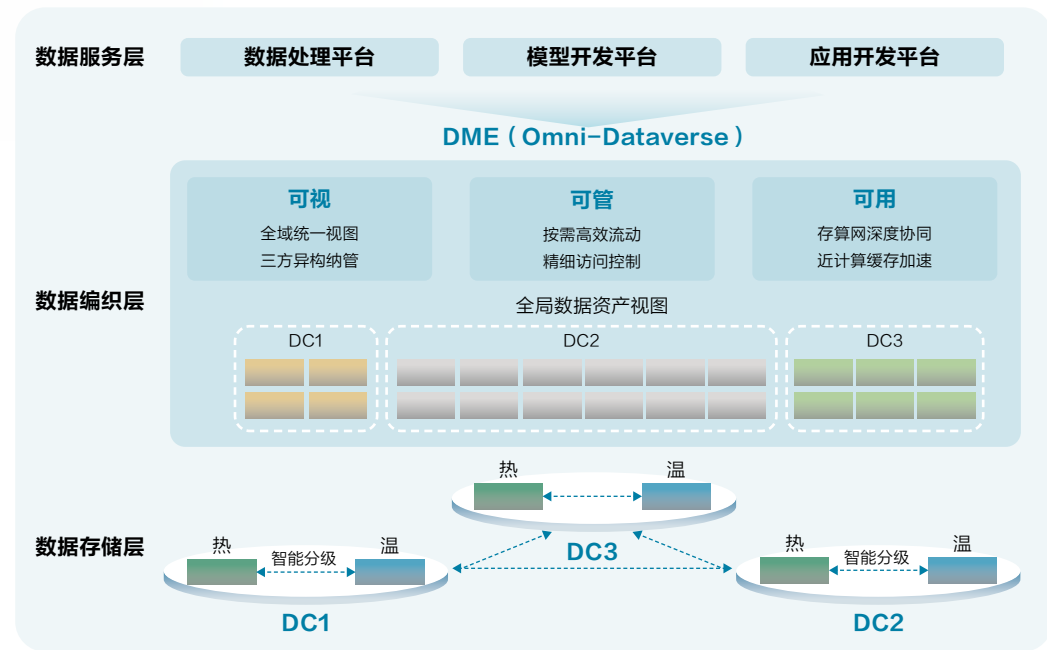 数据服务层
数据处理平台
模型开发平台
应用开发平台
DME（Omni-Dataverse）
可视
全域统一视图
三方异构纳管
可管
按需高效流动
精细访问控制
可用
存算网深度协同
近计算缓存加速
数据编织层
全局数据资产视图
DC1
DC2
DC3
数据存储层
热
温
DC3
热
智能分级
温
DC1
热
智能分级
温
DC2